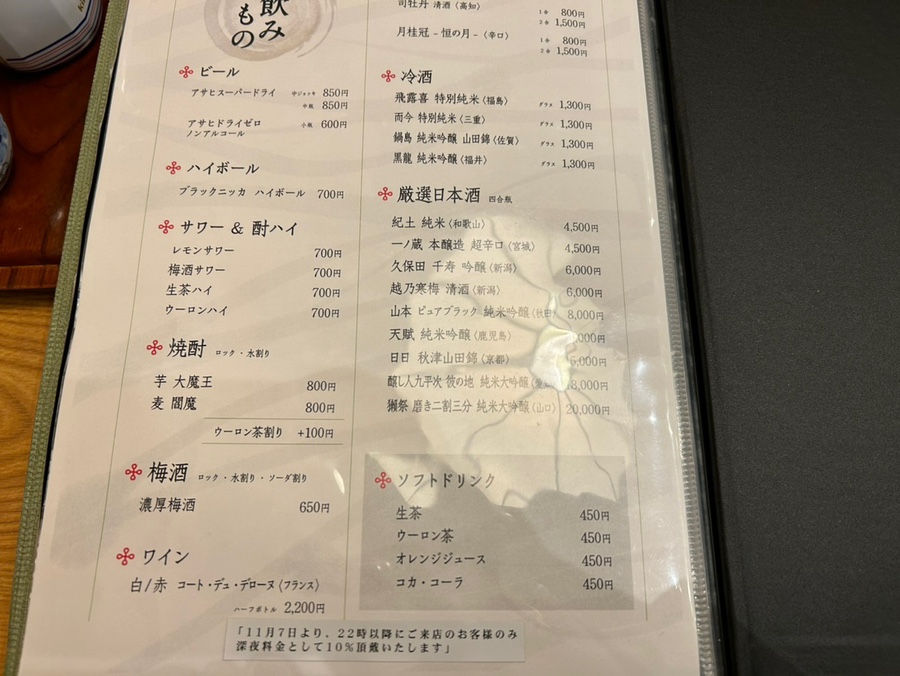 飲み
もの
ビール
アサヒスーパードライ 中ジョッキ 850円
中瓶 850円
アサヒドライゼロ 小瓶 600円
ノンアルコール
ハイボール
ブラックニッカ ハイボール 700円
サワー & 酎ハイ
レモンサワー 700円
梅酒サワー 700円
生茶ハイ 700円
ウーロンハイ 700円
焼酎 ロック・水割り
芋 大魔王 800円
麦 閻魔 800円
ウーロン茶割り +100円
梅酒 ロック・水割り・ソーダ割り
濃厚梅酒 650円
ワイン
白/赤 コート・デュ・デローヌ〈フランス〉
ハーフボトル 2,200円
司牡丹 清酒〈高知〉 1合 800円
2合 1,500円
月桂冠 - 恒の月 -〈辛口〉 1合 800円
2合 1,500円
冷酒
飛露喜 特別純米〈福島〉 グラス 1,300円
而今 特別純米〈三重〉 グラス 1,300円
鍋島 純米吟醸 山田錦〈佐賀〉 グラス 1,300円
黒龍 純米吟醸〈福井〉 グラス 1,300円
厳選日本酒 四合瓶
紀土 純米〈和歌山〉 4,500円
一ノ蔵 本醸造 超辛口〈宮城〉 4,500円
久保田 千寿 吟醸〈新潟〉 6,000円
越乃寒梅 清酒〈新潟〉 6,000円
山本 ピュアブラック 純米吟醸〈秋田〉 8,000円
天賦 純米吟醸〈鹿児島〉
日日 秋津山田錦〈京都〉
醸し人九平次 彼の地 純米大吟醸
獺祭 磨き二割三分 純米大吟醸〈山口〉 20,000円
ソフトドリンク
生茶 450円
ウーロン茶 450円
オレンジジュース 450円
コカ・コーラ 450円
「11月7日より、22時以降にご来店のお客様のみ
深夜料金として10%頂戴いたします」